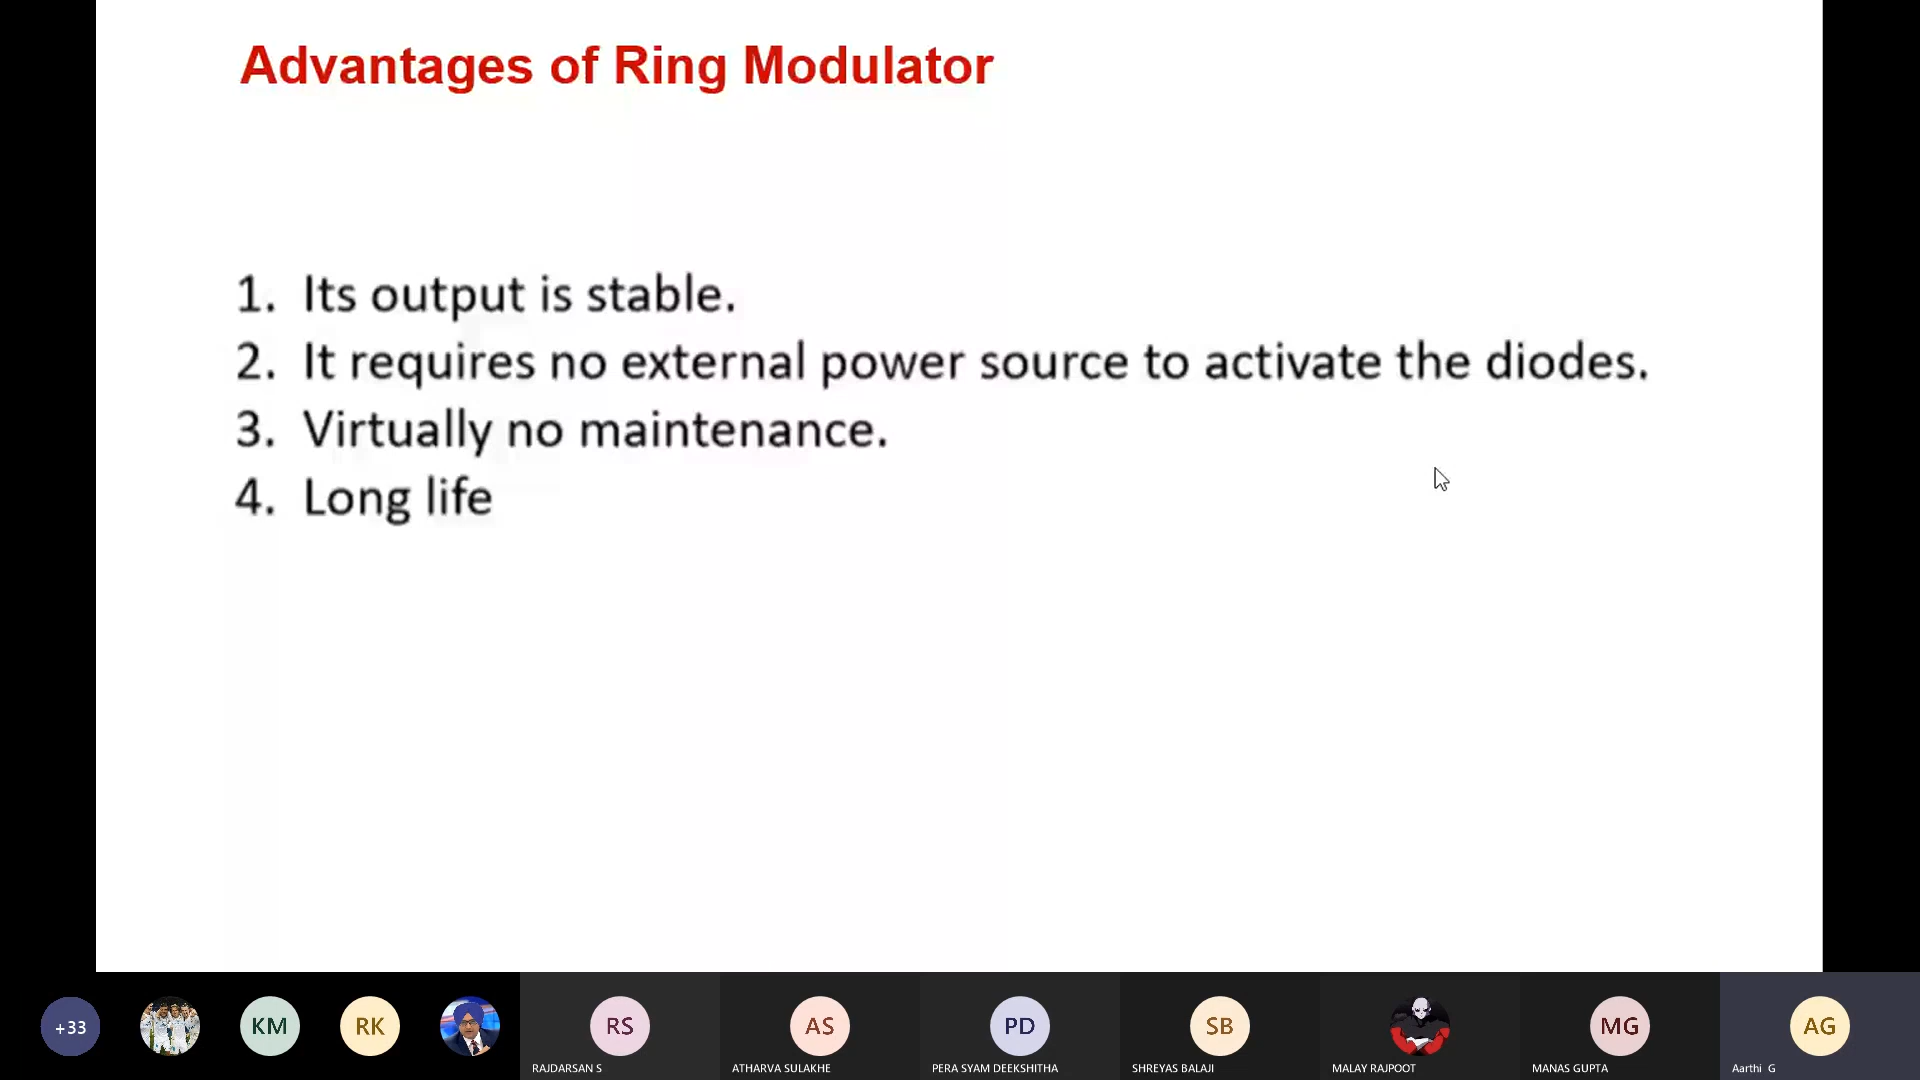 Advantages of Ring Modulator
1. Its output is stable.
2. It requires no external power source to activate the diodes.
3. Virtually no maintenance.
4. Long life
+33
KM
RK
RS
AS
PD
SB
MG
AG
RAJDARSAN S
ATHARVA SULAKHE
PERA SYAM DEEKSHITHA
SHREYAS BALAJI
MALAY RAJPOOT
MANAS GUPTA
Aarthi G